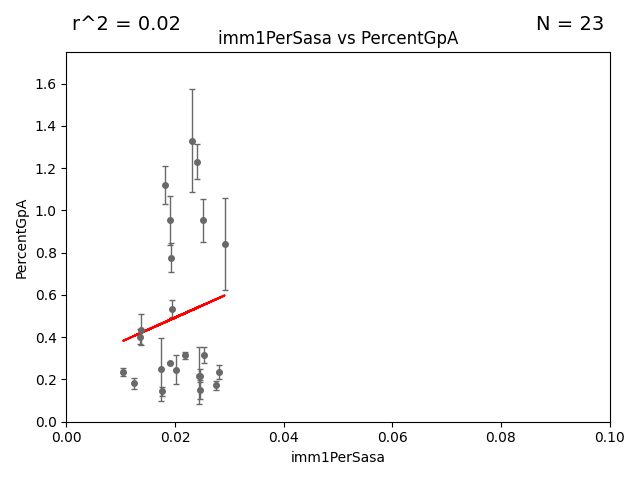 r^2 = 0.02
N = 23
imm1PerSasa vs PercentGpA
PercentGpA
1.6
1.4
1.2
1.0
0.8
0.6
0.4
0.2
0.0
0.00 0.02 0.04 0.06 0.08 0.10
imm1PerSasa